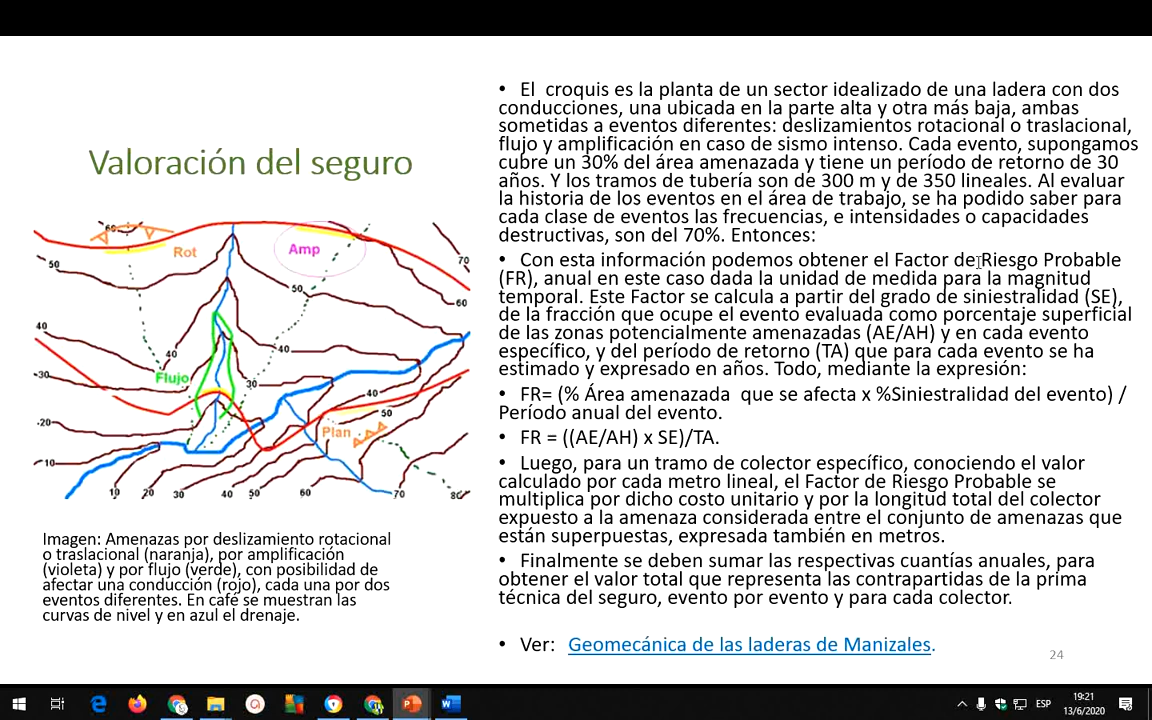 Valoración del seguro
60
Rot
Amp
50
70
50
60
40
40
40
Flujo
30
30
40
50
20
Plan
10
10
20
30
40
50
60
70
80
Imagen: Amenazas por deslizamiento rotacional
o traslacional (naranja), por amplificación
(violeta) y por flujo (verde), con posibilidad de
afectar una conducción (rojo), cada una por dos
eventos diferentes. En café se muestran las
curvas de nivel y en azul el drenaje.
• El croquis es la planta de un sector idealizado de una ladera con dos
conducciones, una ubicada en la parte alta y otra más baja, ambas
sometidas a eventos diferentes: deslizamientos rotacional o traslacional,
flujo y amplificación en caso de sismo intenso. Cada evento, supongamos
cubre un 30% del área amenazada y tiene un período de retorno de 30
años. Y los tramos de tubería son de 300 m y de 350 lineales. Al evaluar
la historia de los eventos en el área de trabajo, se ha podido saber para
cada clase de eventos las frecuencias, e intensidades o capacidades
destructivas, son del 70%. Entonces:
• Con esta información podemos obtener el Factor de Riesgo Probable
(FR), anual en este caso dada la unidad de medida para la magnitud
temporal. Este Factor se calcula a partir del grado de siniestralidad (SE),
de la fracción que ocupe el evento evaluada como porcentaje superficial
de las zonas potencialmente amenazadas (AE/AH) y en cada evento
específico, y del período de retorno (TA) que para cada evento se ha
estimado y expresado en años. Todo, mediante la expresión:
• FR= (% Área amenazada que se afecta x %Siniestralidad del evento) /
Período anual del evento.
• FR = ((AE/AH) x SE)/TA.
• Luego, para un tramo de colector específico, conociendo el valor
calculado por cada metro lineal, el Factor de Riesgo Probable se
multiplica por dicho costo unitario y por la longitud total del colector
expuesto a la amenaza considerada entre el conjunto de amenazas que
están superpuestas, expresada también en metros.
• Finalmente se deben sumar las respectivas cuantías anuales, para
obtener el valor total que representa las contrapartidas de la prima
técnica del seguro, evento por evento y para cada colector.
• Ver: Geomecánica de las laderas de Manizales.
24
ESP
19:21
13/6/2020